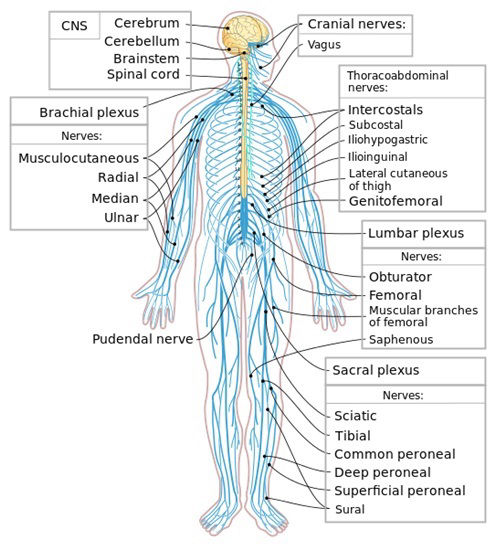 CNS
Cerebrum
Cerebellum
Brainstem
Spinal cord
Cranial nerves:
Vagus
Brachial plexus
Nerves:
Musculocutaneous
Radial
Median
Ulnar
Thoracoabdominal
nerves:
Intercostals
Subcostal
Iliohypogastric
Ilioinguinal
Lateral cutaneous
of thigh
Genitofemoral
Lumbar plexus
Nerves:
Obturator
Femoral
Muscular branches
of femoral
Saphenous
Pudendal nerve
Sacral plexus
Nerves:
Sciatic
Tibial
Common peroneal
Deep peroneal
Superficial peroneal
Sural